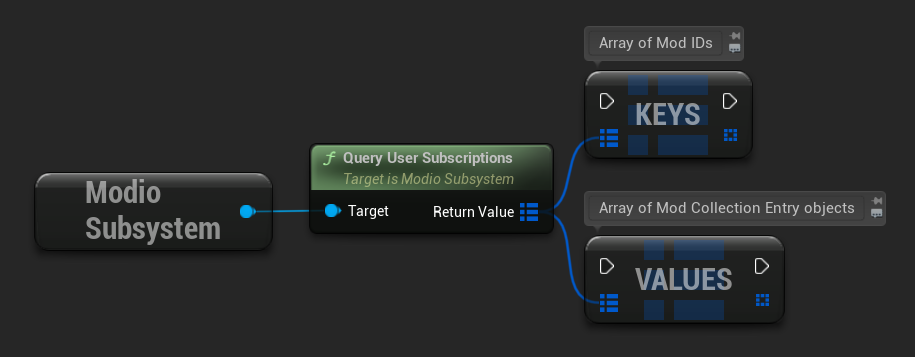 Array of Mod IDs
KEYS
ƒ Query User Subscriptions
Target is Modio Subsystem
Modio
Subsystem
Target
Return Value
Array of Mod Collection Entry objects
VALUES